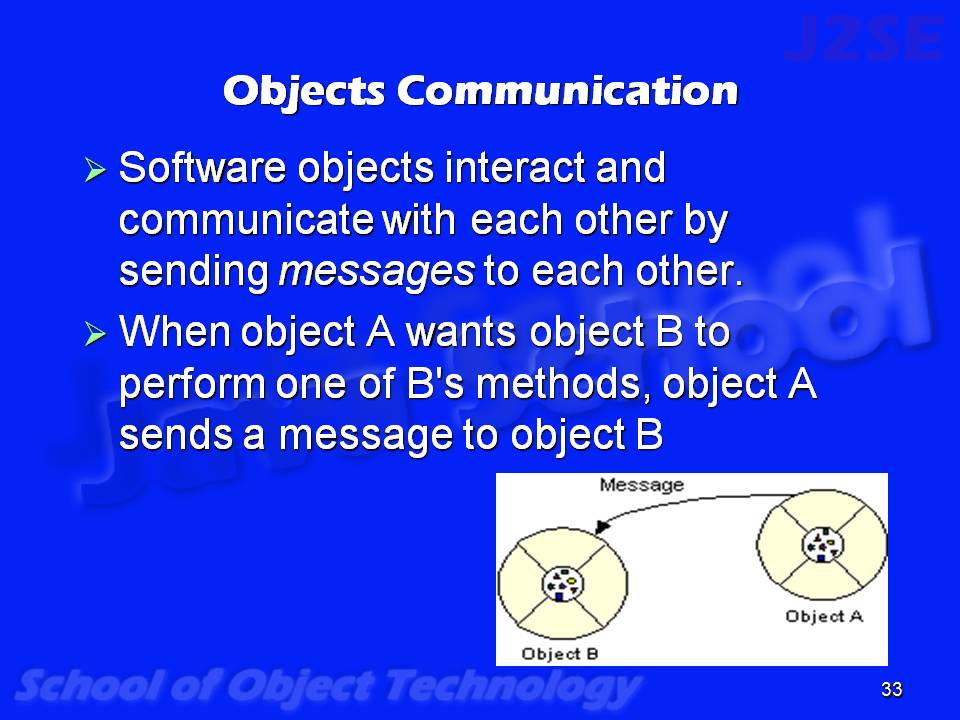 J2SE
Objects Communication
Software objects interact and
communicate with each other by
sending messages to each other.
When object A wants object B to
perform one of B's methods, object A
sends a message to object B
Java School
Message
Object A
Object B
School of Object Technology
33